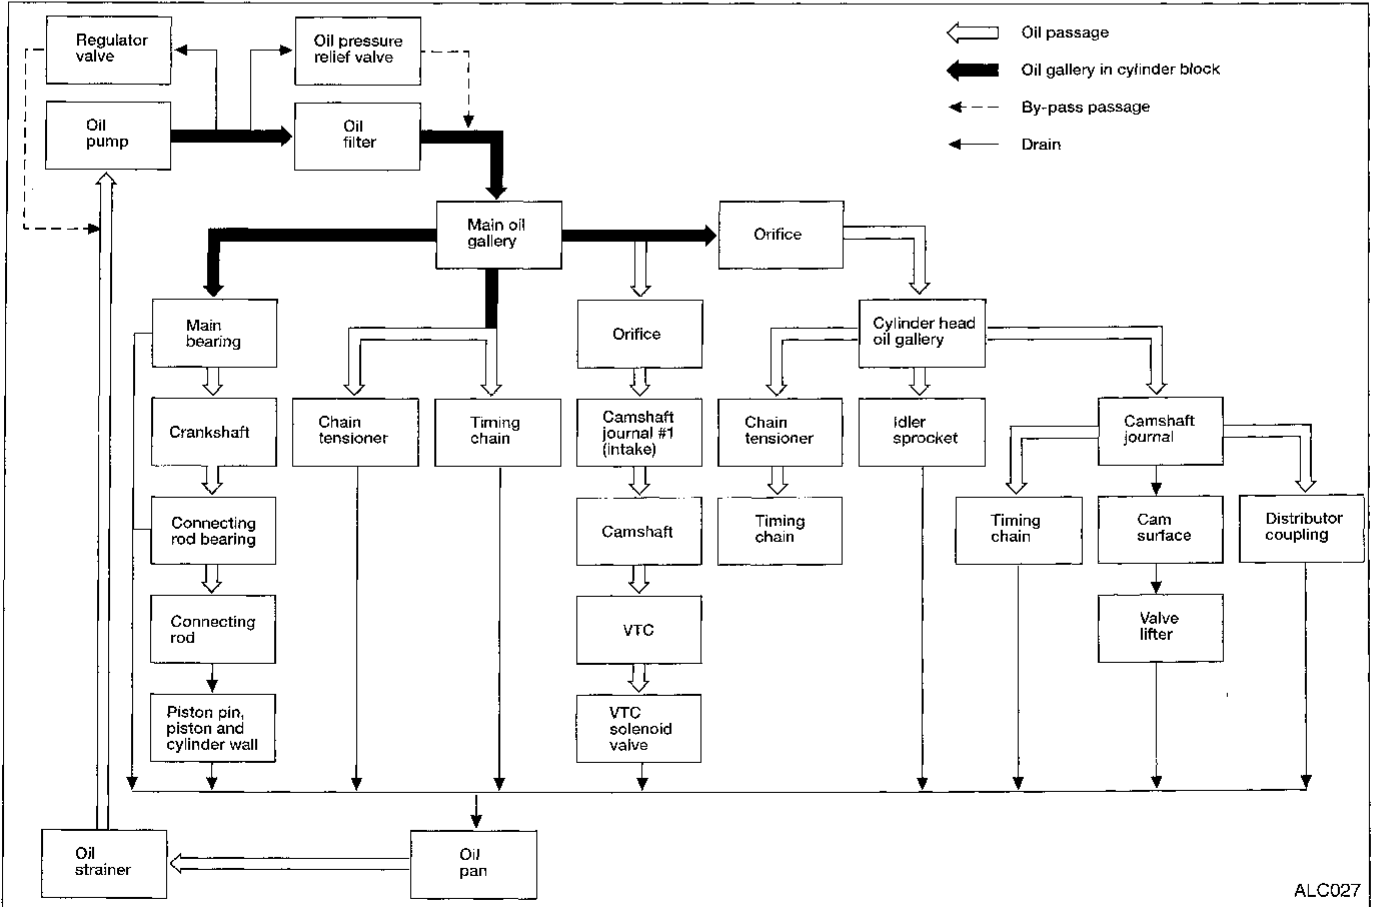 Regulator
valve
Oil pressure
relief valve
Oil passage
Oil gallery in cylinder block
By-pass passage
Drain
Oil
pump
Oil
filter
Main oil
gallery
Orifice
Main
bearing
Orifice
Cylinder head
oil gallery
Crankshaft
Chain
tensioner
Timing
chain
Camshaft
journal #1
(Intake)
Chain
tensioner
Idler
sprocket
Camshaft
journal
Connecting
rod bearing
Camshaft
Timing
chain
Timing
chain
Cam
surface
Distributor
coupling
Connecting
rod
VTC
Valve
lifter
Piston pin,
piston and
cylinder wall
VTC
solenoid
valve
Oil
strainer
Oil
pan
ALC027